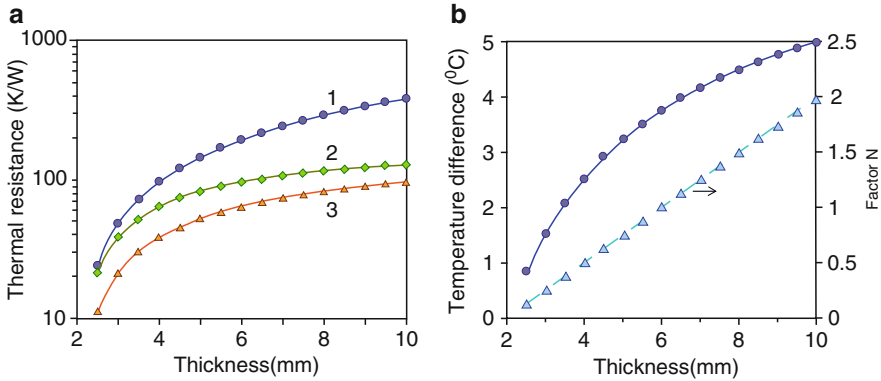 a
Thermal resistance (K/W)
1000
100
10
1
2
3
2 4 6 8 10
Thickness(mm)
b
Temperature difference (⁰C)
5
4
3
2
1
0
2.5
2
1.5
1
0.5
0
Factor N
2 4 6 8 10
Thickness(mm)